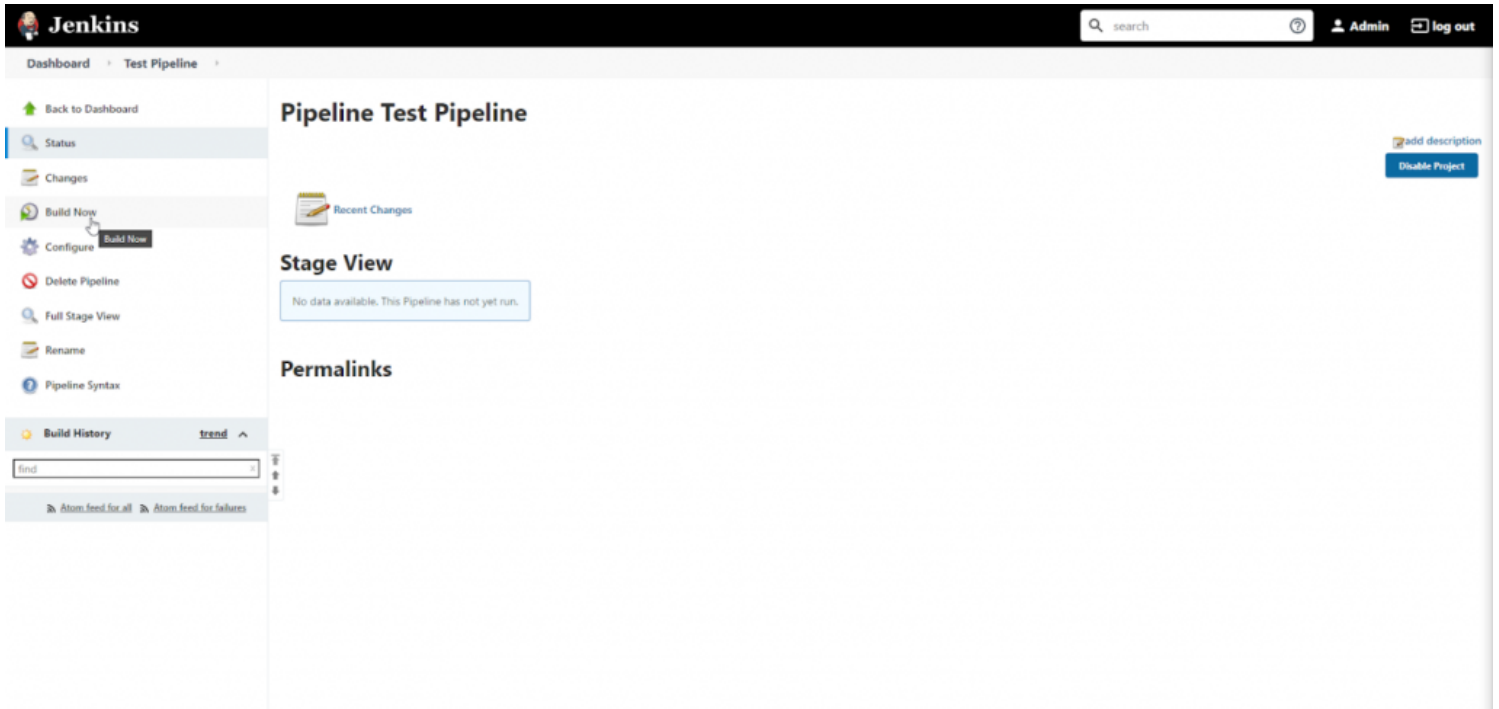 Jenkins
search
Admin
log out
Dashboard
Test Pipeline
Back to Dashboard
Status
Changes
Build Now
Build Now
Configure
Delete Pipeline
Full Stage View
Rename
Pipeline Syntax
Build History trend
find x
Atom feed for all Atom feed for failures
Pipeline Test Pipeline
add description
Disable Project
Recent Changes
Stage View
No data available. This Pipeline has not yet run.
Permalinks